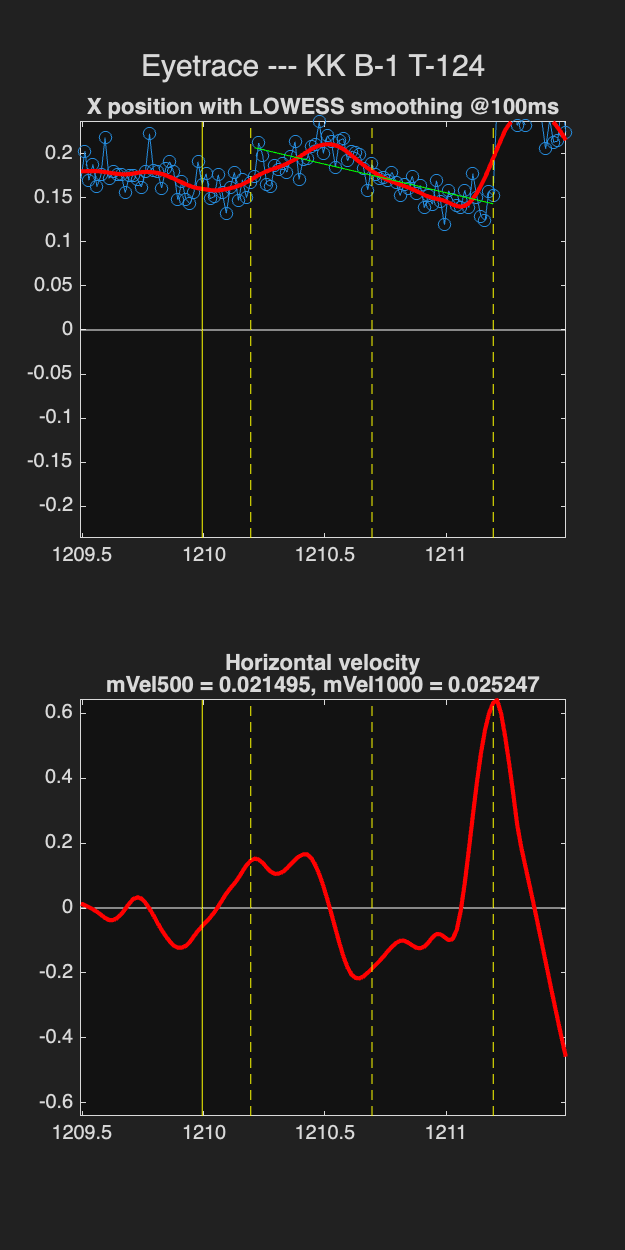 Eyetrace --- KK B-1 T-124
X position with LOWESS smoothing @100ms
0.2
0.15
0.1
0.05
0
-0.05
-0.1
-0.15
-0.2
1209.5 1210 1210.5 1211
Horizontal velocity
mVel500 = 0.021495, mVel1000 = 0.025247
0.6
0.4
0.2
0
-0.2
-0.4
-0.6
1209.5 1210 1210.5 1211